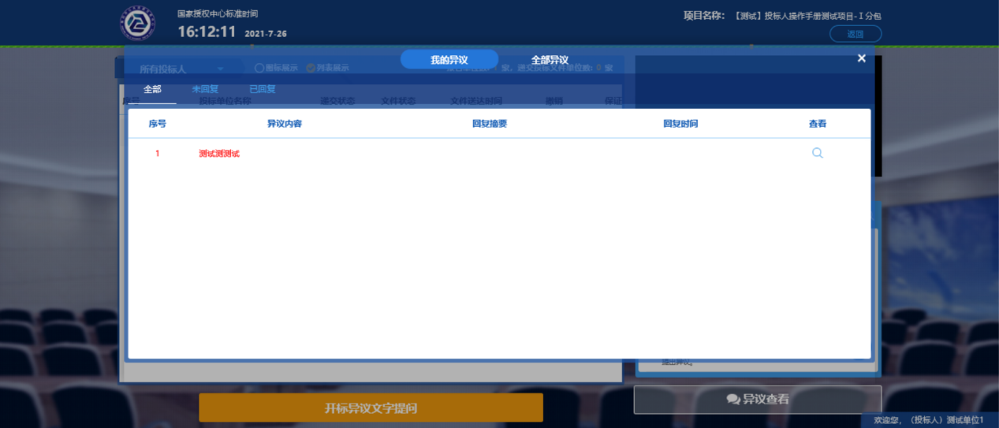 国家授权中心标准时间
16:12:11 2021-7-26
项目名称: 【测试】投标人操作手册测试项目-Ⅰ分包
返回
我的异议 全部异议 ×
所有投标人 图标展示 列表展示 家，递交投标文件单位数: 0 家
全部 未回复 已回复
序号 投标单位名称 递交状态 文件状态 文件送达时间 撤销 保证
序号 异议内容 回复摘要 回复时间 查看
1 测试测测试
提出异议。
开标异议文字提问
异议查看
欢迎您，（投标人）测试单位1